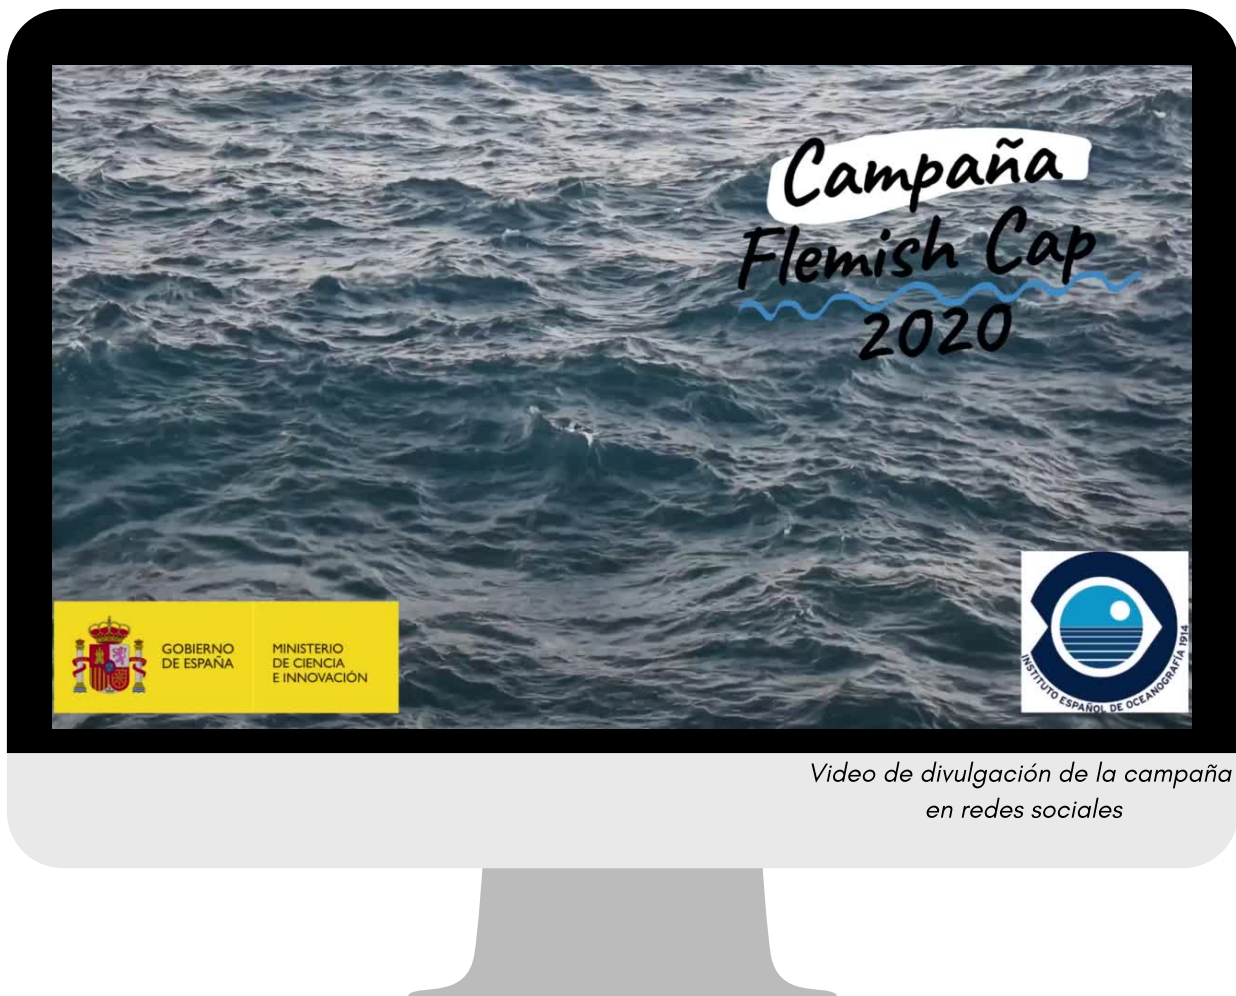 Campaña
Flemish Cap
2020
GOBIERNO
DE ESPAÑA
MINISTERIO
DE CIENCIA
E INNOVACIÓN
INSTITUTO ESPAÑOL DE OCEANOGRAFÍA 1914
Video de divulgación de la campaña
en redes sociales